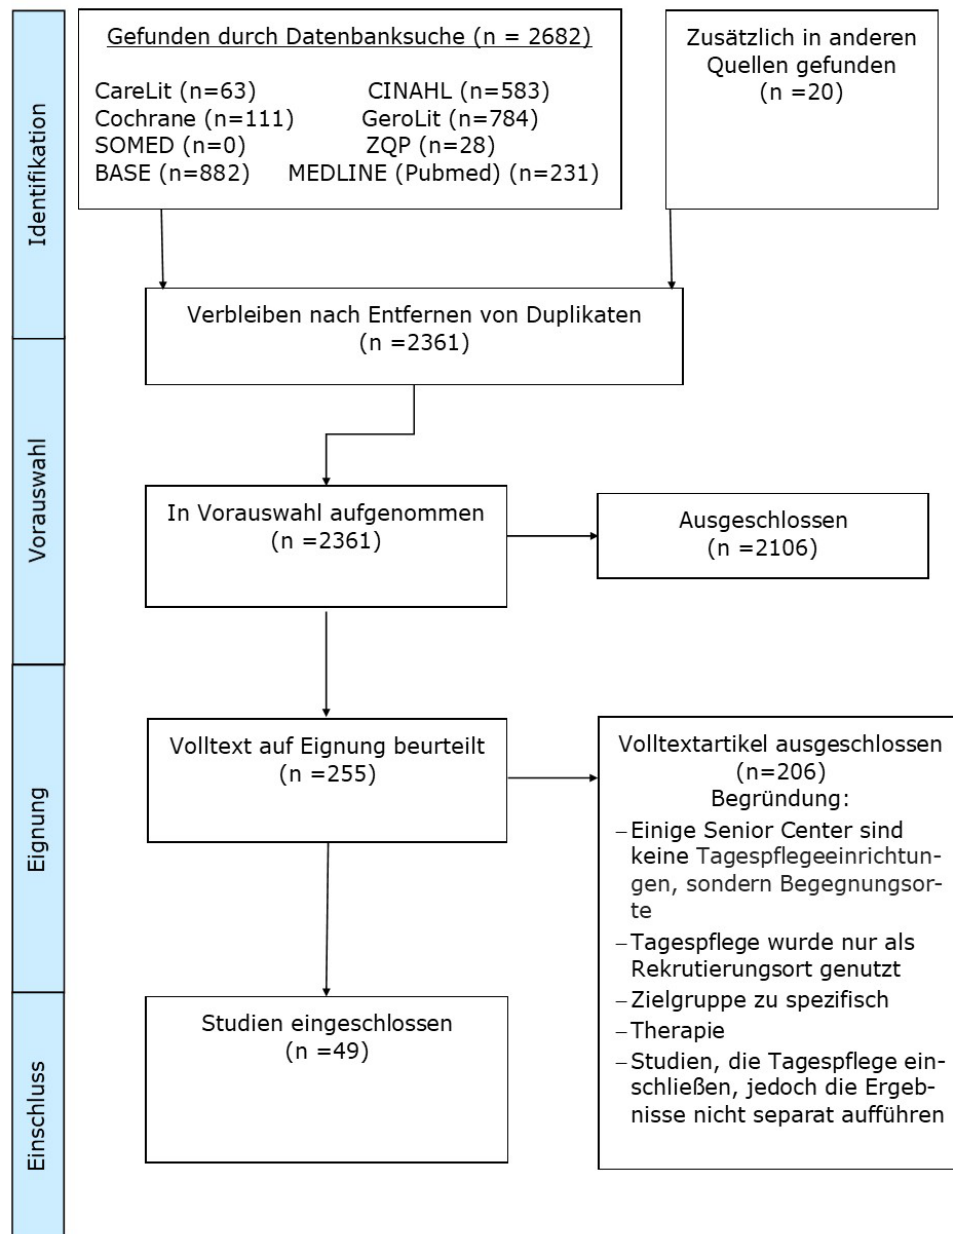 Identifikation
Gefunden durch Datenbanksuche (n = 2682)
CareLit (n=63) CINAHL (n=583)
Cochrane (n=111) GeroLit (n=784)
SOMED (n=0) ZQP (n=28)
BASE (n=882) MEDLINE (Pubmed) (n=231)
Zusätzlich in anderen
Quellen gefunden
(n =20)
Verbleiben nach Entfernen von Duplikaten
(n =2361)
Vorauswahl
In Vorauswahl aufgenommen
(n =2361)
Ausgeschlossen
(n =2106)
Eignung
Volltext auf Eignung beurteilt
(n =255)
Volltextartikel ausgeschlossen
(n=206)
Begründung:
–Einige Senior Center sind
keine Tagespflegeeinrichtun-
gen, sondern Begegnungsor-
te
–Tagespflege wurde nur als
Rekrutierungsort genutzt
–Zielgruppe zu spezifisch
–Therapie
–Studien, die Tagespflege ein-
schließen, jedoch die Ergeb-
nisse nicht separat aufführen
Einschluss
Studien eingeschlossen
(n =49)